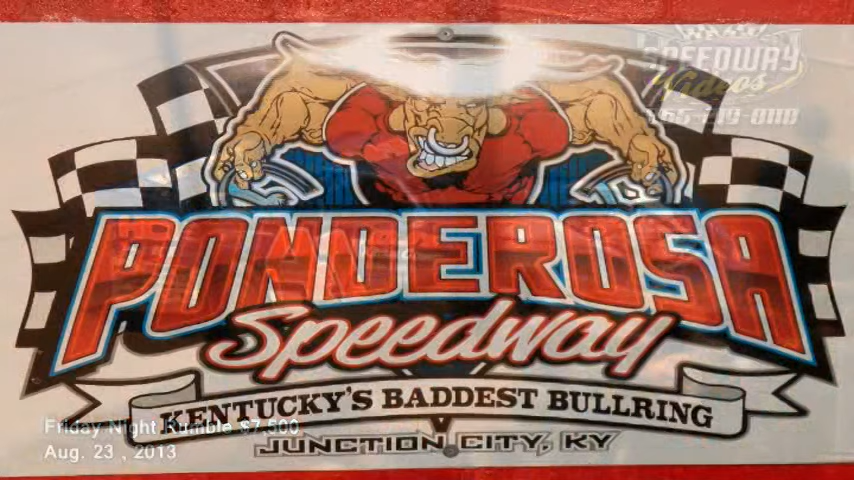 SPEEDWAY
Videos
PONDEROSA
Speedway
KENTUCKY'S BADDEST BULLRING
Friday Night Rumble $7,500
JUNCTION CITY, KY
Aug. 23 , 2013